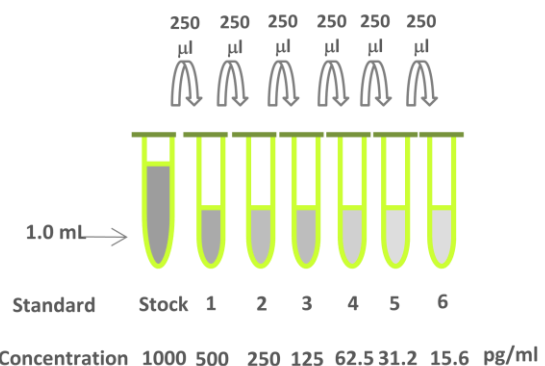 250 250 250 250 250 250
µl µl µl µl µl µl
1.0 mL
Standard Stock 1 2 3 4 5 6
Concentration 1000 500 250 125 62.5 31.2 15.6 pg/ml